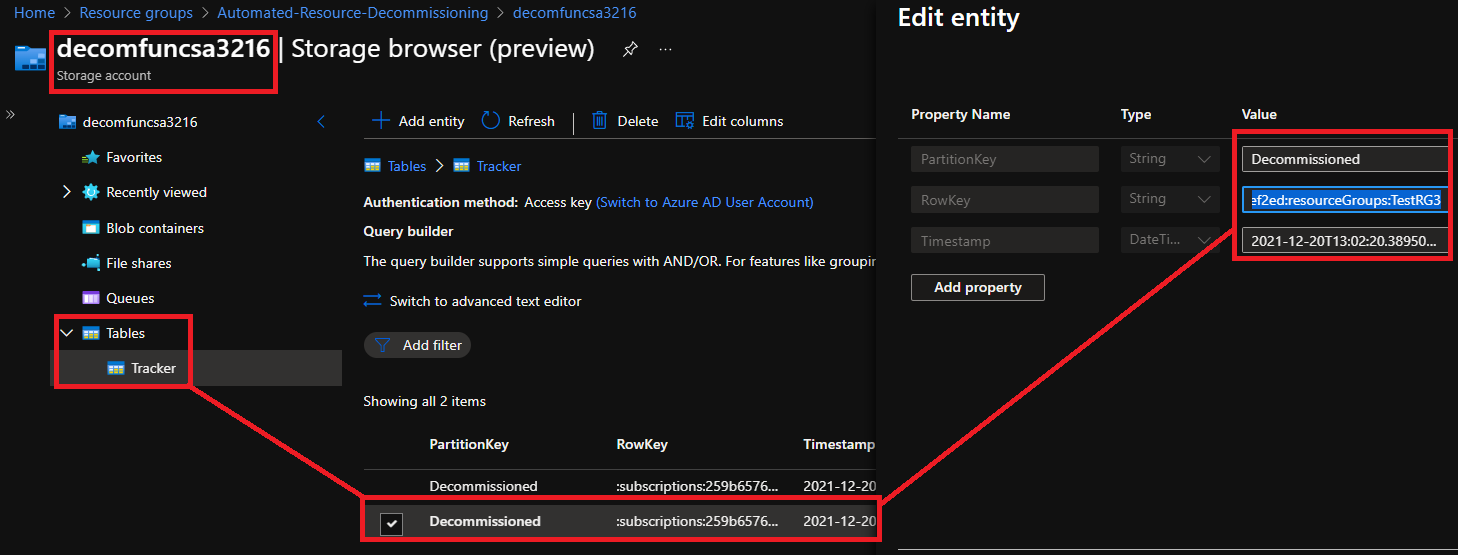 Home > Resource groups > Automated-Resource-Decommissioning > decomfuncsa3216
decomfuncsa3216 | Storage browser (preview) ...
Storage account
decomfuncsa3216
Favorites
Recently viewed
Blob containers
File shares
Queues
Tables
Tracker
Add entity Refresh | Delete Edit columns
Tables > Tracker
Authentication method: Access key (Switch to Azure AD User Account)
Query builder
The query builder supports simple queries with AND/OR. For features like groupin
Switch to advanced text editor
Add filter
Showing all 2 items
PartitionKey RowKey Timestamp
Decommissioned :subscriptions:259b6576... 2021-12-20
Decommissioned :subscriptions:259b6576... 2021-12-20
Edit entity
Property Name Type Value
PartitionKey String Decommissioned
RowKey String ef2ed:resourceGroups:TestRG3
Timestamp DateTi... 2021-12-20T13:02:20.38950...
Add property